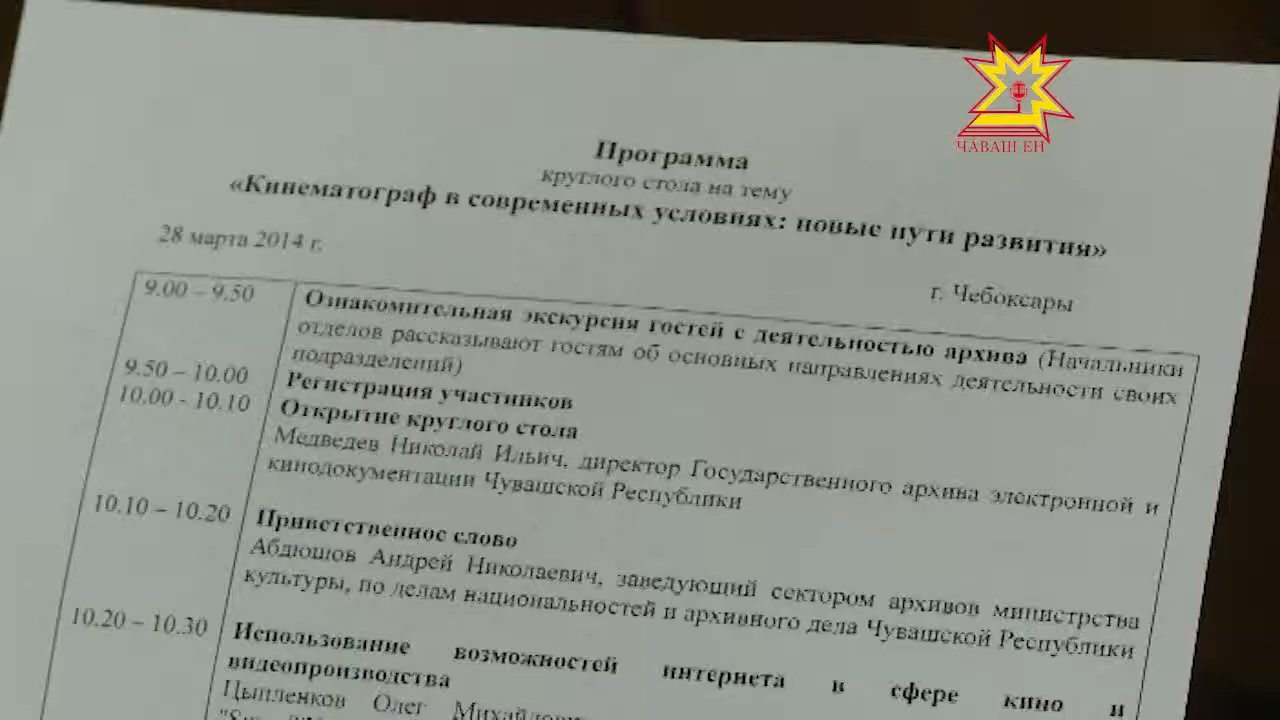 ЧӐВАШ ЕН
Программа
круглого стола на тему
«Кинематограф в современных условиях: новые пути развития»
28 марта 2014 г.
г. Чебоксары
9.00 – 9.50
Ознакомительная экскурсия гостей с деятельностью архива (Начальники
отделов рассказывают гостям об основных направлениях деятельности своих
подразделений)
9.50 – 10.00
Регистрация участников
10.00 - 10.10
Открытие круглого стола
Медведев Николай Ильич, директор Государственного архива электронной и
кинодокументации Чувашской Республики
10.10 – 10.20
Приветственное слово
Абдюшов Андрей Николаевич, заведующий сектором архивов министрства
культуры, по делам национальностей и архивного дела Чувашской Республики
10.20 – 10.30
Использование возможностей интернета в сфере кино и
видеопроизводства
Цыпленков Олег